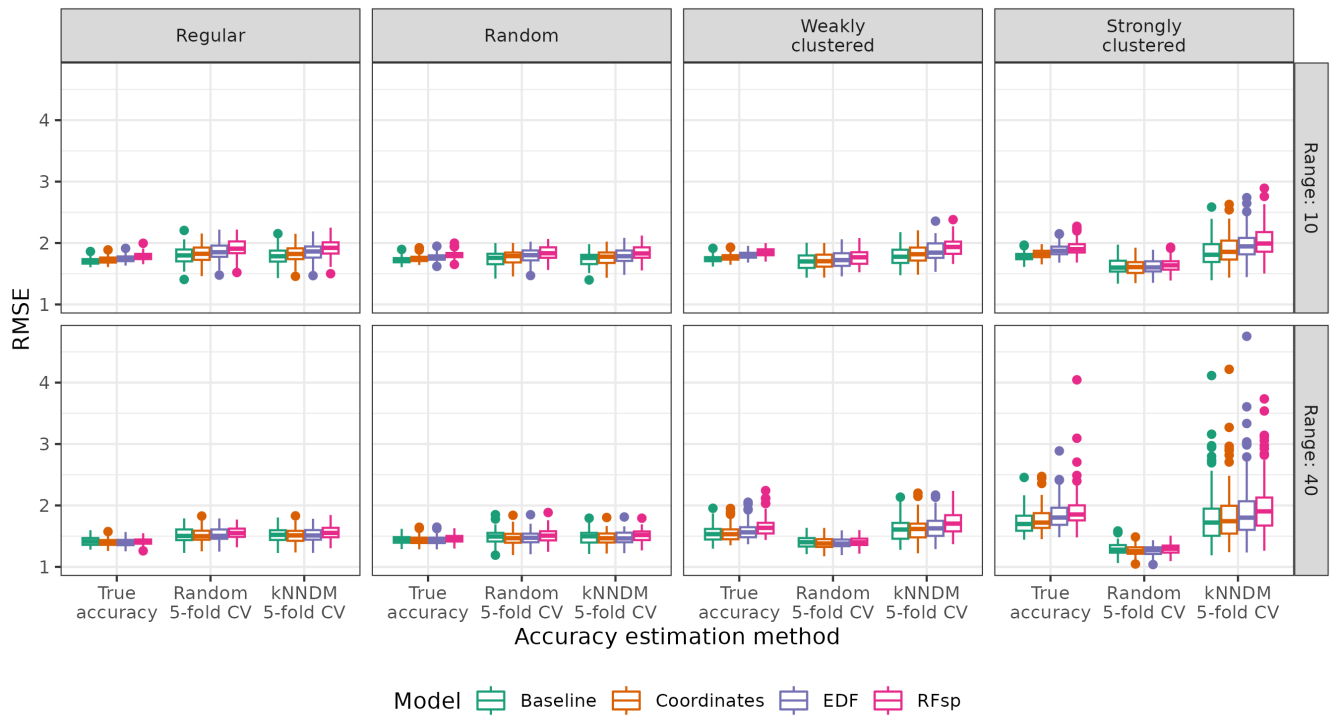 Regular
Random
Weakly
clustered
Strongly
clustered
4
3
2
1
Range: 10
RMSE
4
3
2
1
Range: 40
True
accuracy
Random
5-fold CV
kNNDM
5-fold CV
True
accuracy
Random
5-fold CV
kNNDM
5-fold CV
True
accuracy
Random
5-fold CV
kNNDM
5-fold CV
True
accuracy
Random
5-fold CV
kNNDM
5-fold CV
Accuracy estimation method
Model Baseline Coordinates EDF RFsp